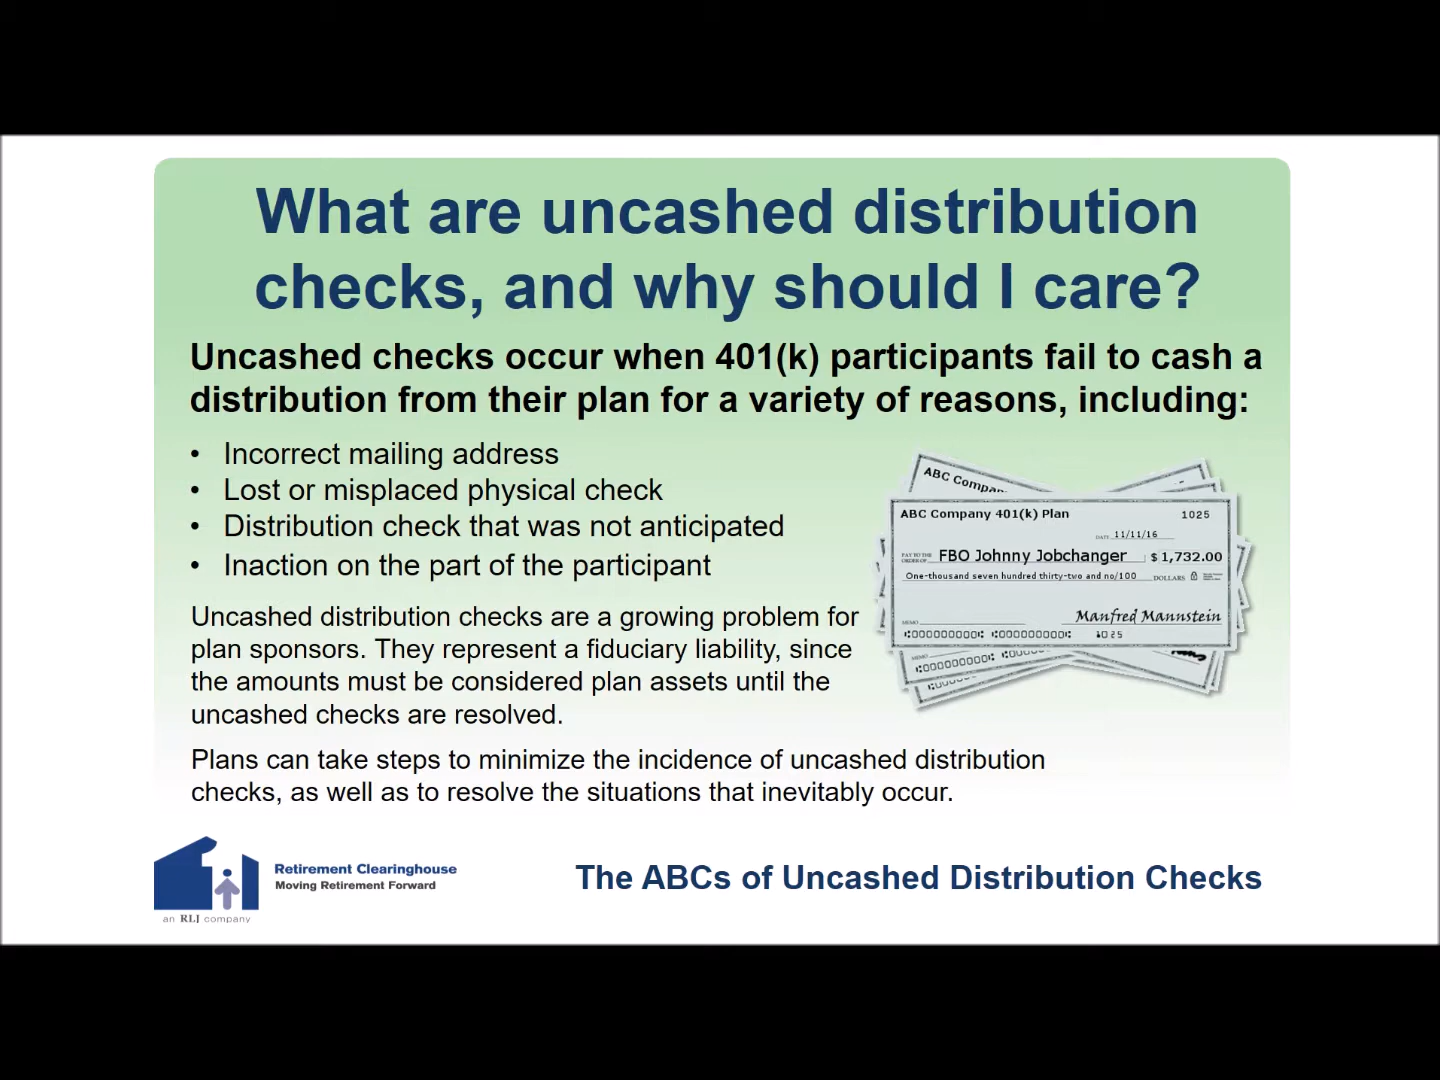 What are uncashed distribution
checks, and why should I care?
Uncashed checks occur when 401(k) participants fail to cash a
distribution from their plan for a variety of reasons, including:
• Incorrect mailing address
• Lost or misplaced physical check
• Distribution check that was not anticipated
• Inaction on the part of the participant
Uncashed distribution checks are a growing problem for
plan sponsors. They represent a fiduciary liability, since
the amounts must be considered plan assets until the
uncashed checks are resolved.
Plans can take steps to minimize the incidence of uncashed distribution
checks, as well as to resolve the situations that inevitably occur.
ABC Compan
ABC Company 401(k) Plan 1025
DATE 11/11/16
PAY TO THE
ORDER OF FBO Johnny Jobchanger $ 1,732.00
One-thousand seven hundred thirty-two and no/100 DOLLARS
MEMO Manfred Mannstein
⑆000000000⑆ ⑆000000000⑆ 1025
MEMO
Retirement Clearinghouse
Moving Retirement Forward
an RLJ company
The ABCs of Uncashed Distribution Checks